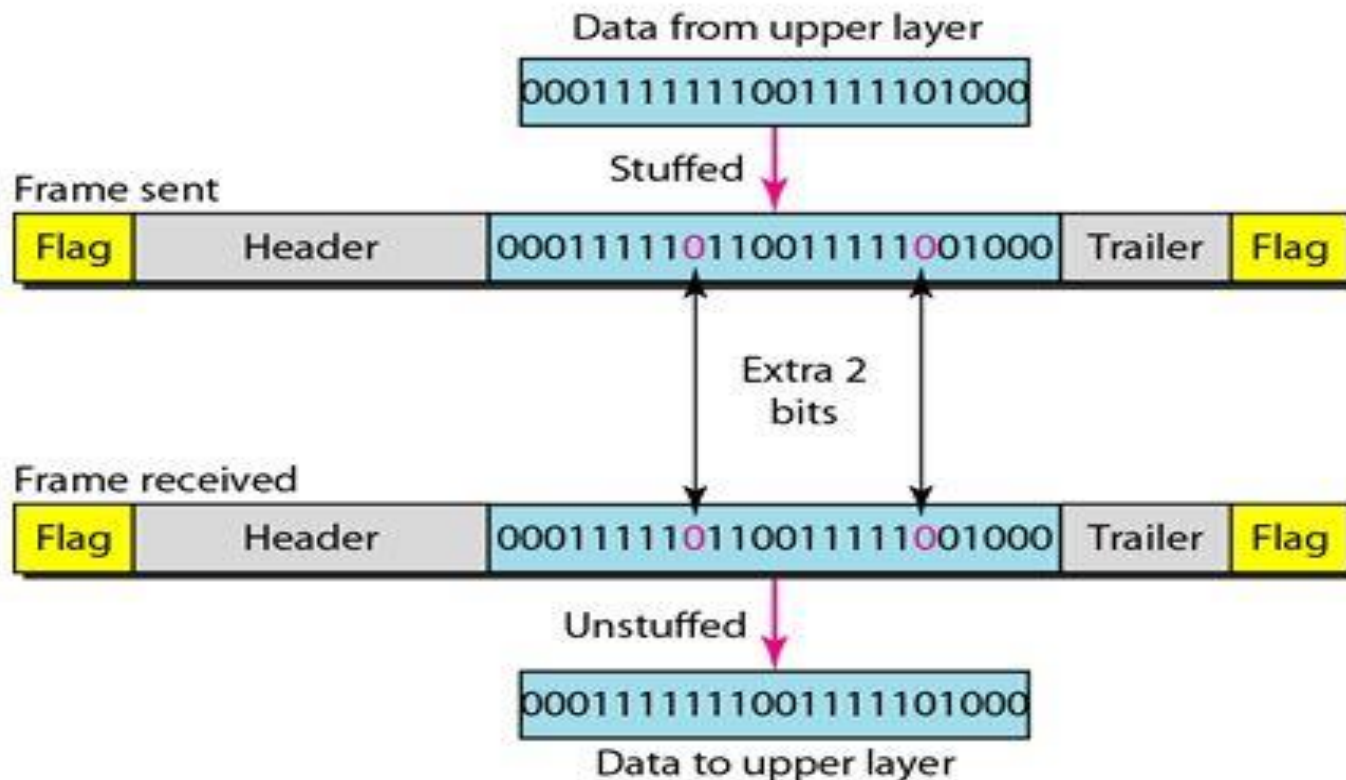 Data from upper layer
0001111111001111101000
Stuffed
Frame sent
Flag Header 000111110110011111001000 Trailer Flag
Extra 2
bits
Frame received
Flag Header 000111110110011111001000 Trailer Flag
Unstuffed
0001111111001111101000
Data to upper layer